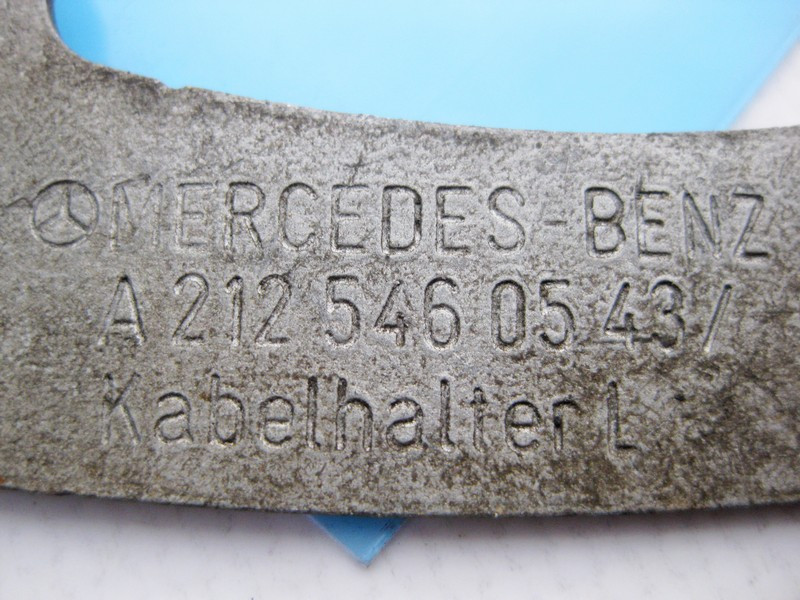 MERCEDES-BENZ
A 212 546 05 43 /
Kabelhalter L